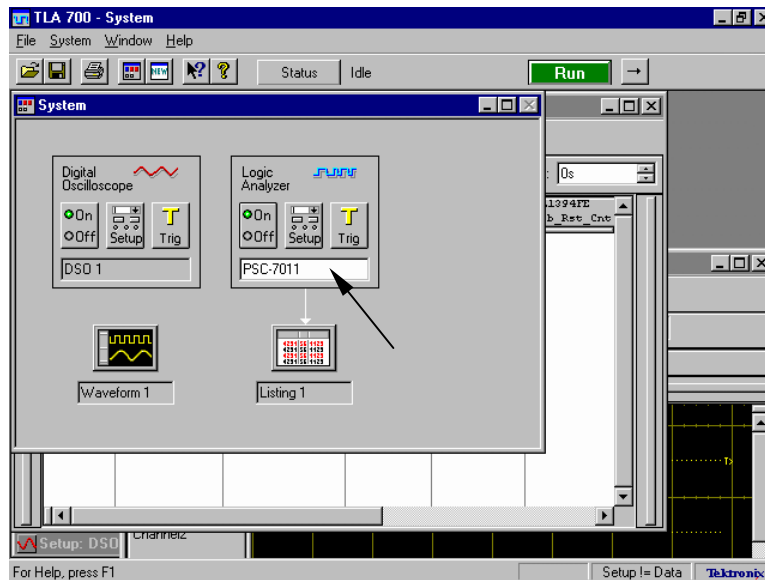 TLA 700 - System
File System Window Help
NEW
Status Idle Run
System
Digital Oscilloscope
On
Off
Setup
Trig
DSO 1
Logic Analyzer
On
Off
Setup
Trig
PSC-7011
Waveform 1
Listing 1
: 0s
1394FE
b_Rst_Cnt
Setup: DSO
Channel2
For Help, press F1
Setup != Data
Tektronix